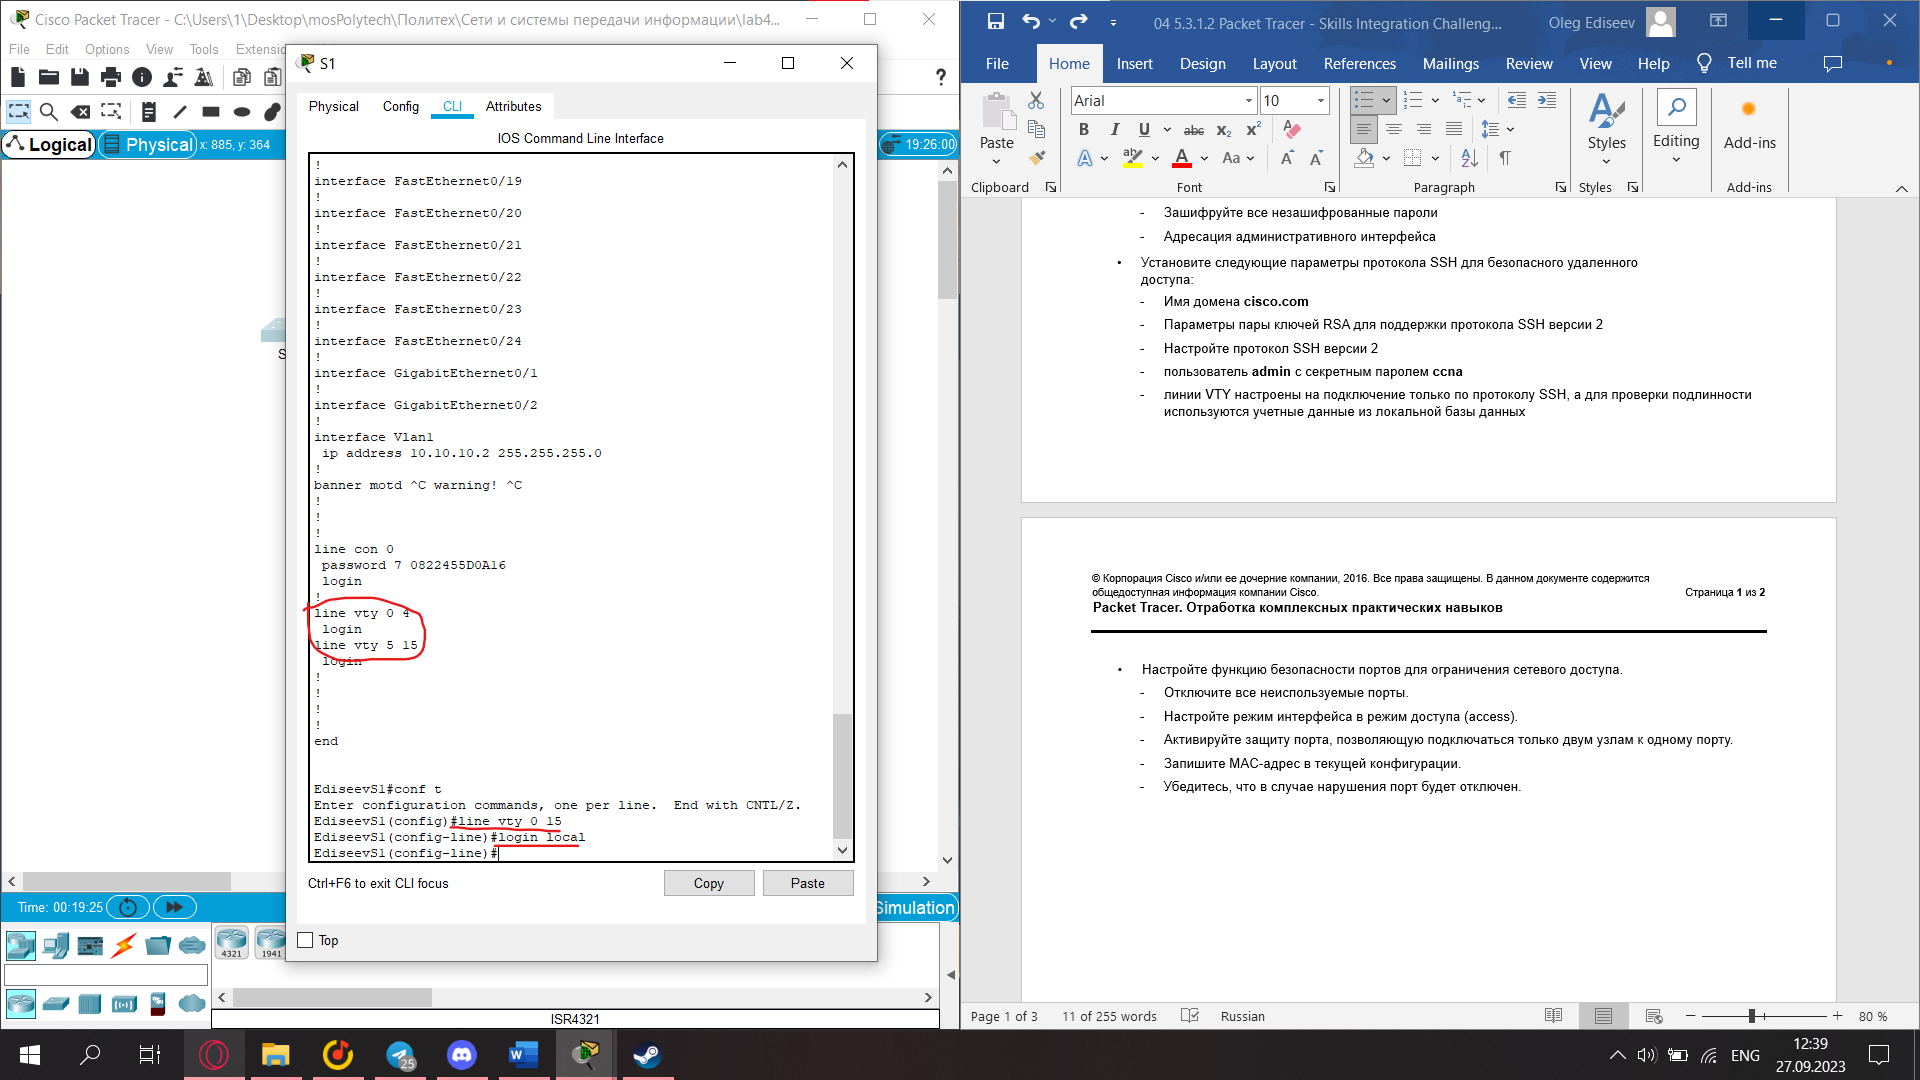 Cisco Packet Tracer - C:\Users\1\Desktop\mosPolytech\Политех\Сети и системы передачи информации\lab4...
File Edit Options View Tools Extensio
Logical
Physical
x: 885, y: 364
19:26:00
S
S1
Physical Config CLI Attributes
IOS Command Line Interface
!
interface FastEthernet0/19
!
interface FastEthernet0/20
!
interface FastEthernet0/21
!
interface FastEthernet0/22
!
interface FastEthernet0/23
!
interface FastEthernet0/24
!
interface GigabitEthernet0/1
!
interface GigabitEthernet0/2
!
interface Vlan1
ip address 10.10.10.2 255.255.255.0
!
banner motd ^C warning! ^C
!
!
!
line con 0
password 7 0822455D0A16
login
!
line vty 0 4
login
line vty 5 15
login
!
!
!
!
end
EdiseevS1#conf t
Enter configuration commands, one per line. End with CNTL/Z.
EdiseevS1(config)#line vty 0 15
EdiseevS1(config-line)#login local
EdiseevS1(config-line)#
Ctrl+F6 to exit CLI focus
Copy
Paste
Top
Time: 00:19:25
Simulation
4321
1941
ISR4321
04 5.3.1.2 Packet Tracer - Skills Integration Challeng...
Oleg Ediseev
File Home Insert Design Layout References Mailings Review View Help Tell me
Paste
Arial
10
Styles
Editing
Add-ins
Clipboard
Font
Paragraph
Styles
Add-ins
- Зашифруйте все незашифрованные пароли
- Адресация административного интерфейса
• Установите следующие параметры протокола SSH для безопасного удаленного
доступа:
- Имя домена cisco.com
- Параметры пары ключей RSA для поддержки протокола SSH версии 2
- Настройте протокол SSH версии 2
- пользователь admin с секретным паролем ccna
- линии VTY настроены на подключение только по протоколу SSH, а для проверки подлинности
используются учетные данные из локальной базы данных
© Корпорация Cisco и/или ее дочерние компании, 2016. Все права защищены. В данном документе содержится
общедоступная информация компании Cisco.
Страница 1 из 2
Packet Tracer. Отработка комплексных практических навыков
• Настройте функцию безопасности портов для ограничения сетевого доступа.
- Отключите все неиспользуемые порты.
- Настройте режим интерфейса в режим доступа (access).
- Активируйте защиту порта, позволяющую подключаться только двум узлам к одному порту.
- Запишите MAC-адрес в текущей конфигурации.
- Убедитесь, что в случае нарушения порт будет отключен.
Page 1 of 3
11 of 255 words
Russian
80 %
25
ENG
12:39
27.09.2023